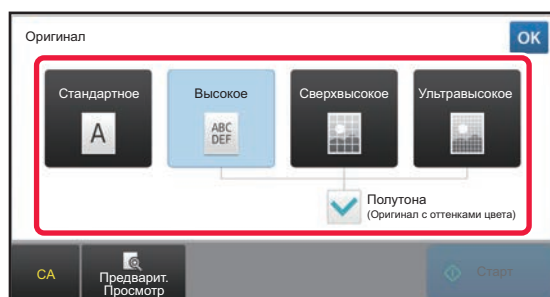 Оригинал
OK
Стандартное
Высокое
Сверхвысокое
Ультравысокое
A
ABC
DEF
Полутона
(Оригинал с оттенками цвета)
CA
Предварит.
Просмотр
Старт